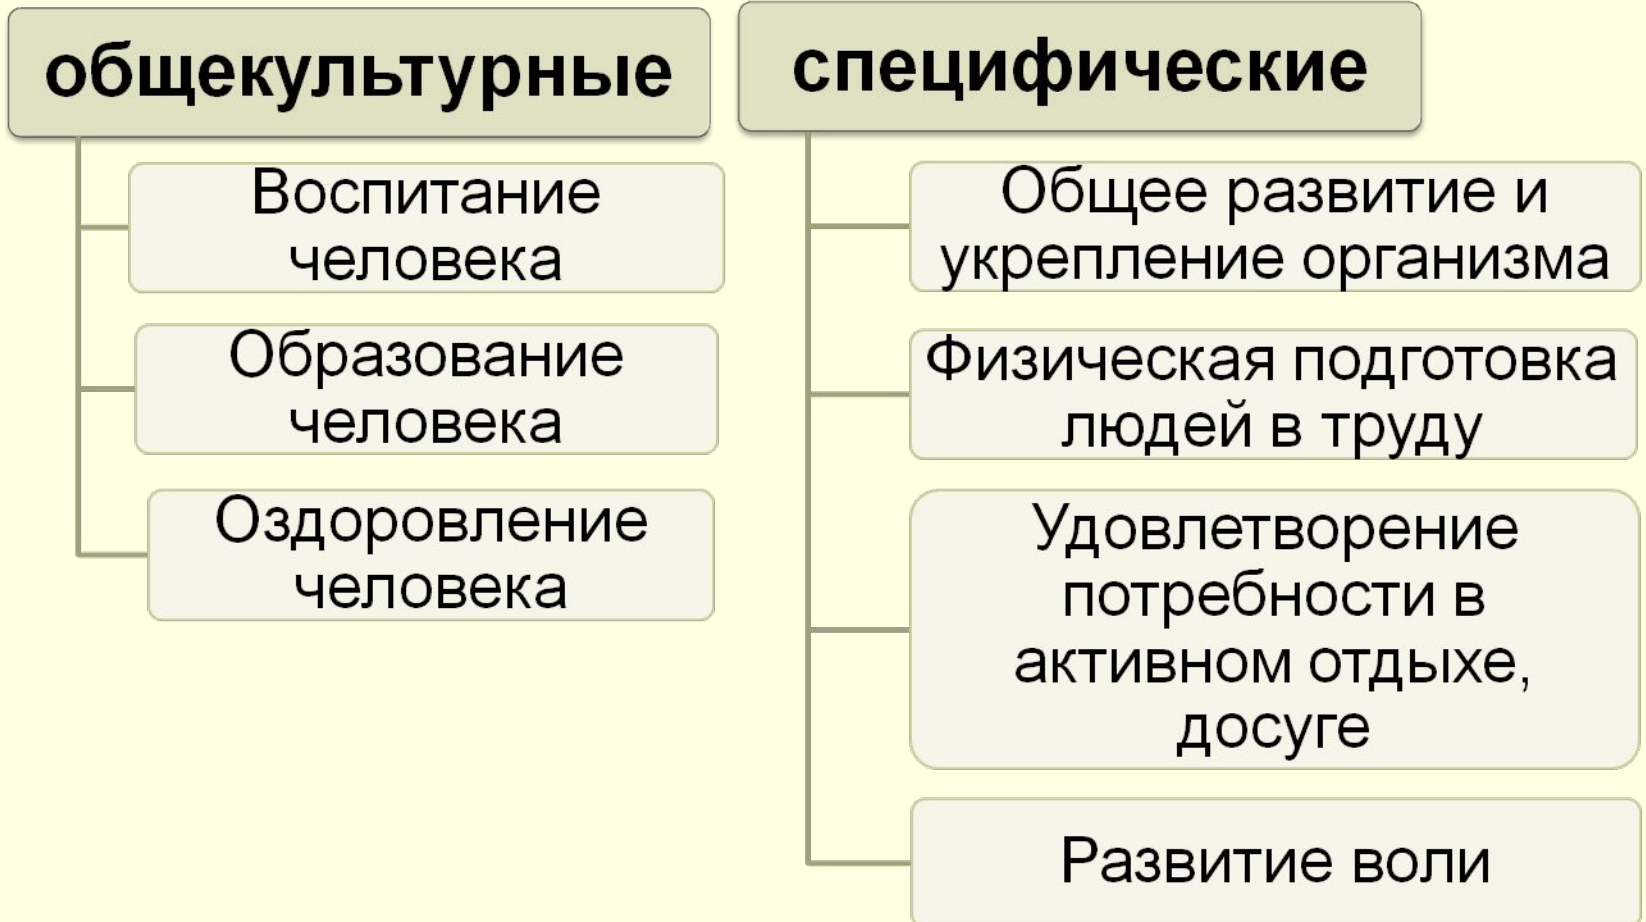 общекультурные
Воспитание
человека
Образование
человека
Оздоровление
человека
специфические
Общее развитие и
укрепление организма
Физическая подготовка
людей в труду
Удовлетворение
потребности в
активном отдыхе,
досуге
Развитие воли